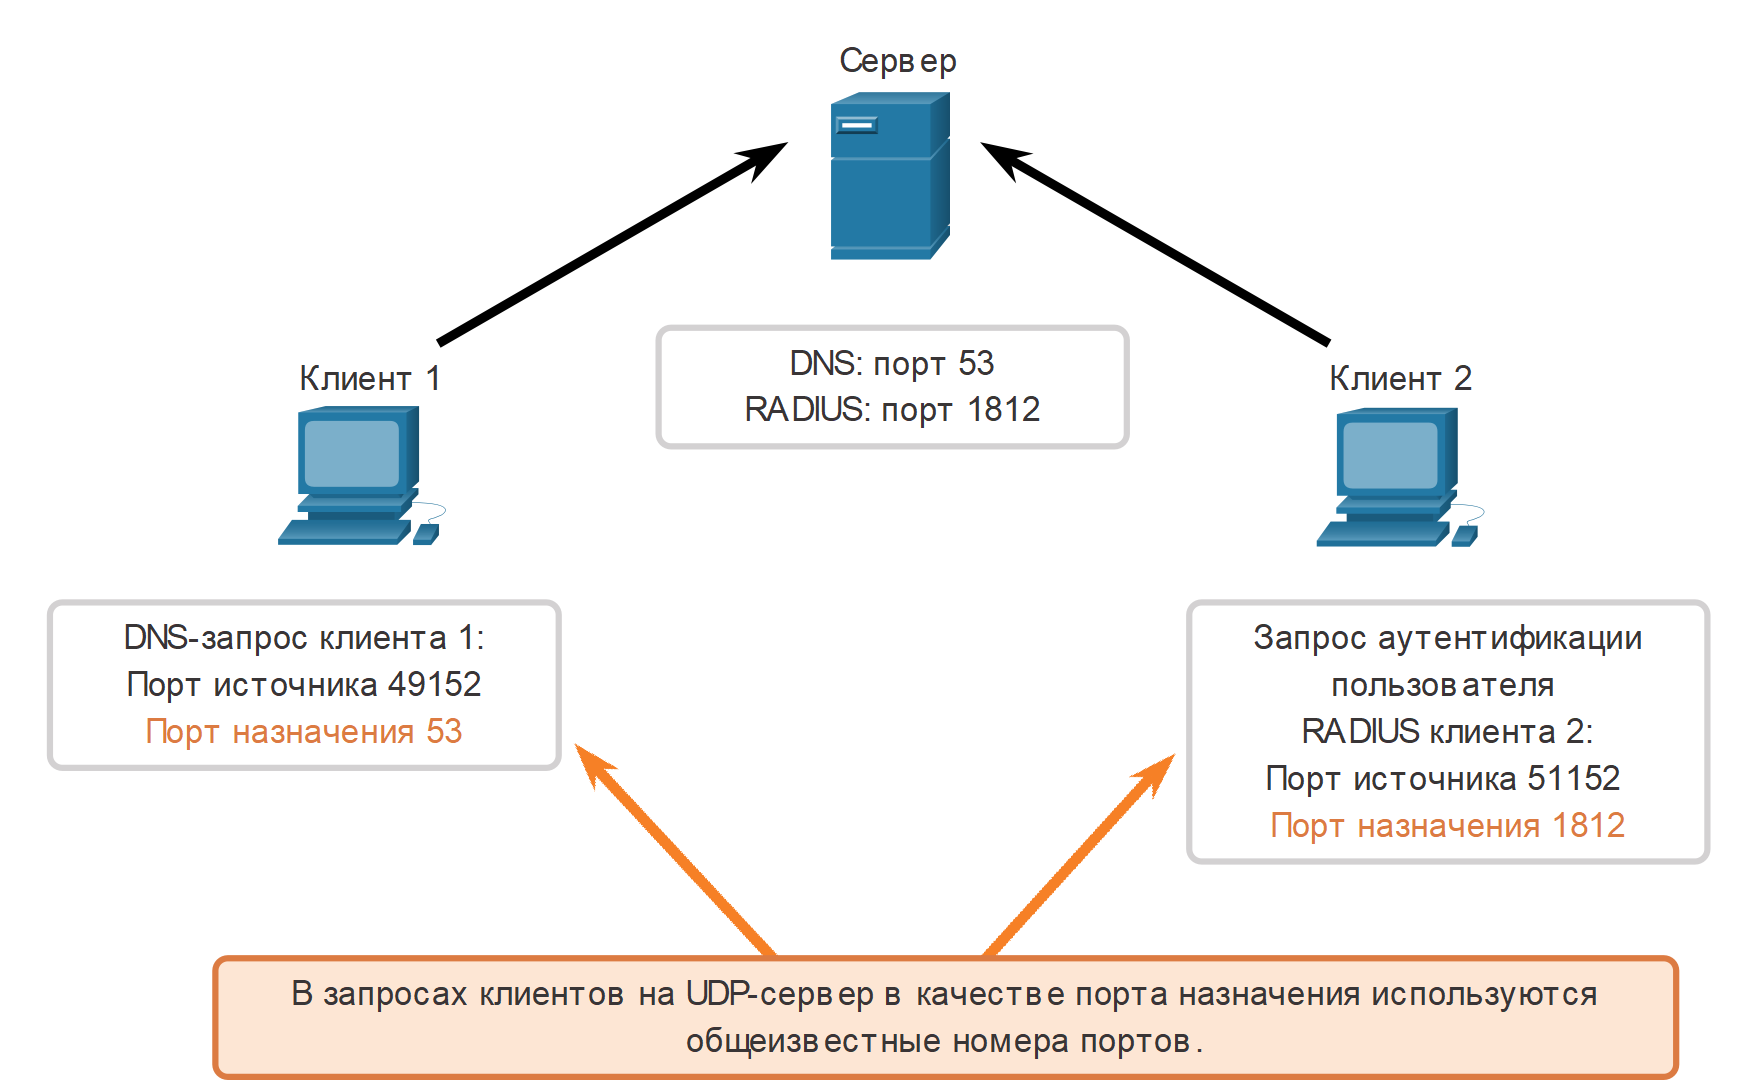 Сервер
DNS: порт 53
RADIUS: порт 1812
Клиент 1
Клиент 2
DNS-запрос клиента 1:
Порт источника 49152
Порт назначения 53
Запрос аутентификации
пользователя
RADIUS клиента 2:
Порт источника 51152
Порт назначения 1812
В запросах клиентов на UDP-сервер в качестве порта назначения используются
общеизвестные номера портов.